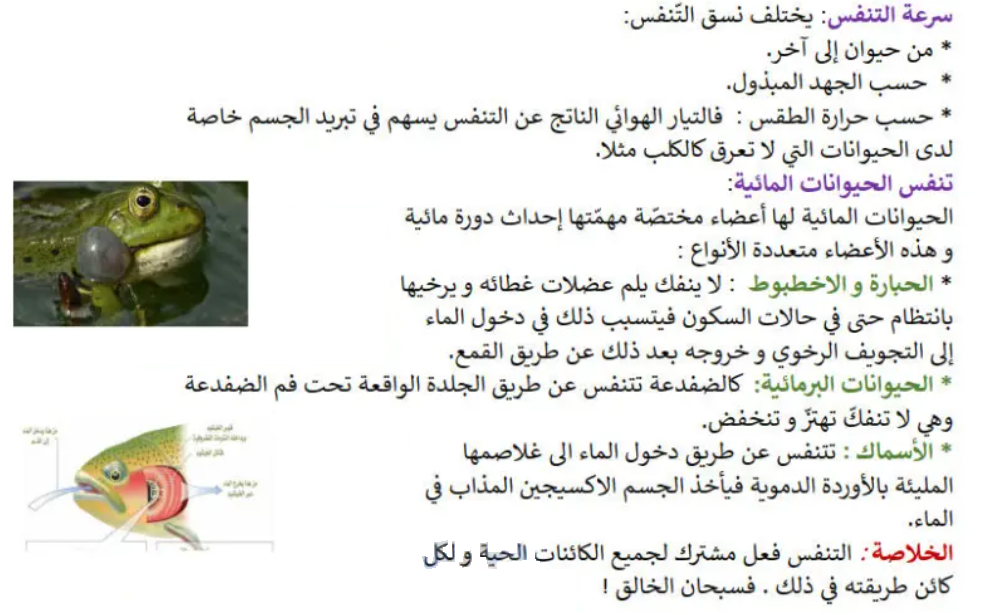 سرعة التنفس: يختلف نسق التّنفس:
* من حيوان إلى آخر.
* حسب الجهد المبذول.
* حسب حرارة الطقس : فالتيار الهوائي الناتج عن التنفس يسهم في تبريد الجسم خاصة
لدى الحيوانات التي لا تعرق كالكلب مثلا.
تنفس الحيوانات المائية:
الحيوانات المائية لها أعضاء مختصّة مهمّتها إحداث دورة مائية
و هذه الأعضاء متعددة الأنواع :
* الحبارة و الاخطبوط : لا ينفك يلم عضلات غطائه و يرخيها
بانتظام حتى في حالات السكون فيتسبب ذلك في دخول الماء
إلى التجويف الرخوي و خروجه بعد ذلك عن طريق القمع.
* الحيوانات البرمائية: كالضفدعة تتنفس عن طريق الجلدة الواقعة تحت فم الضفدعة
وهي لا تنفكّ تهتزّ و تنخفض.
* الأسماك : تتنفس عن طريق دخول الماء الى غلاصمها
المليئة بالأوردة الدموية فيأخذ الجسم الاكسيجين المذاب في
الماء.
الخلاصة: التنفس فعل مشترك لجميع الكائنات الحية و لكل
كائن طريقته في ذلك . فسبحان الخالق !